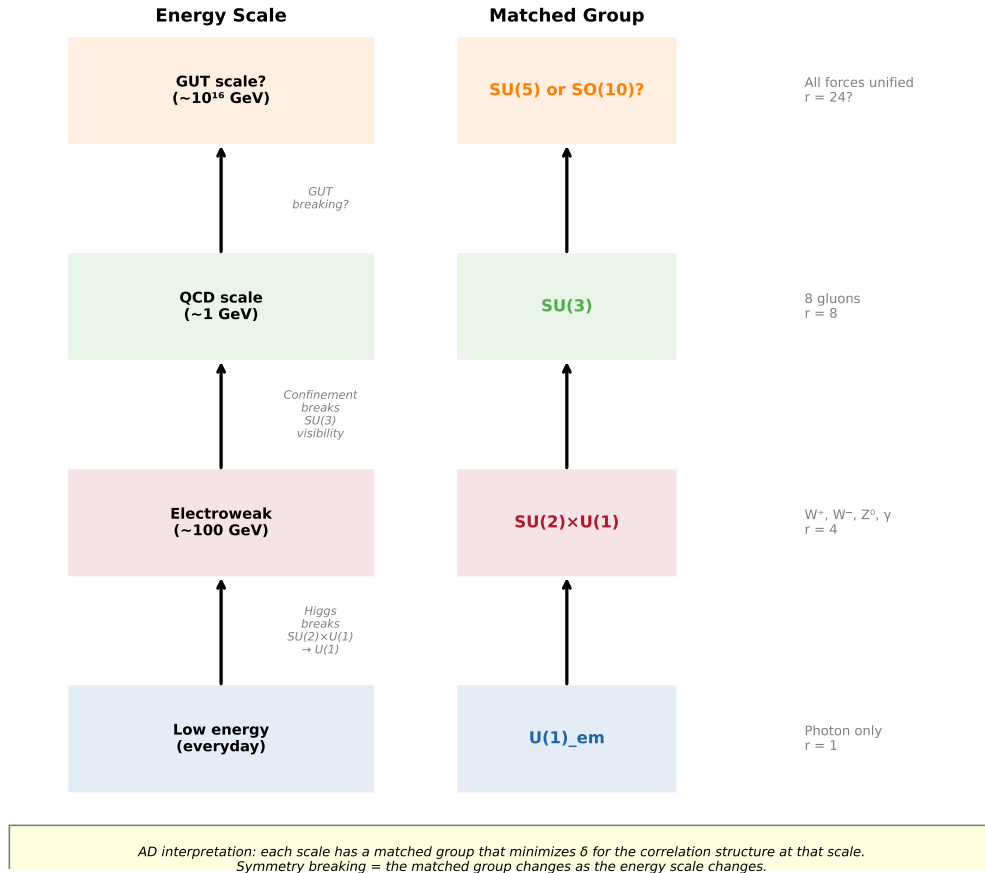 Energy Scale
Matched Group
GUT scale?
(~10¹⁶ GeV)
SU(5) or SO(10)?
All forces unified
r = 24?
GUT
breaking?
QCD scale
(~1 GeV)
SU(3)
8 gluons
r = 8
Confinement
breaks
SU(3)
visibility
Electroweak
(~100 GeV)
SU(2)×U(1)
W⁺, W⁻, Z⁰, γ
r = 4
Higgs
breaks
SU(2)×U(1)
→ U(1)
Low energy
(everyday)
U(1)_em
Photon only
r = 1
AD interpretation: each scale has a matched group that minimizes δ for the correlation structure at that scale.
Symmetry breaking = the matched group changes as the energy scale changes.